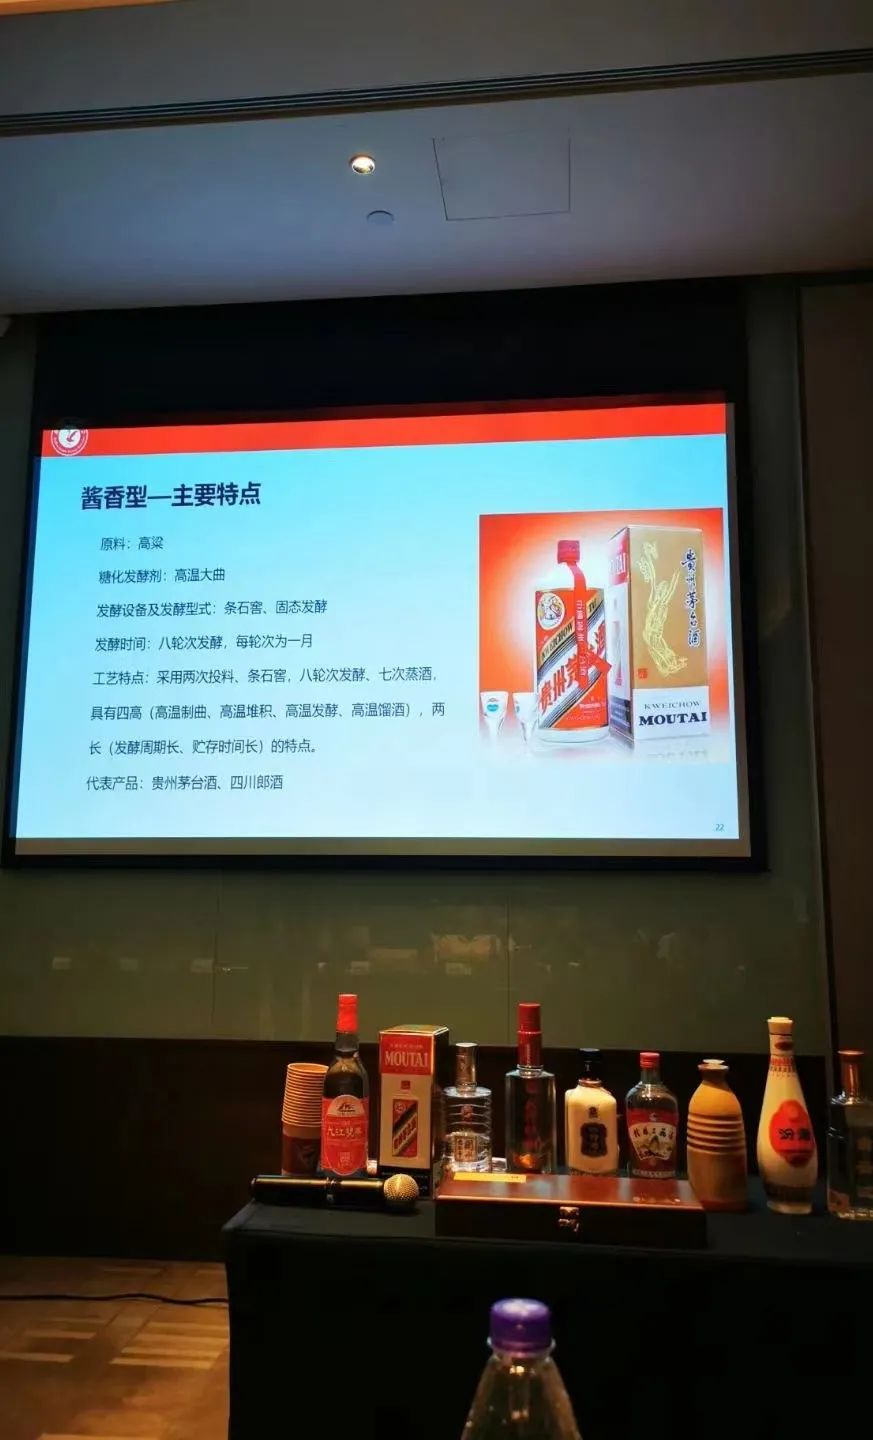 酱香型—主要特点
原料：高粱
糖化发酵剂：高温大曲
发酵设备及发酵型式：条石窖、固态发酵
发酵时间：八轮次发酵，每轮次为一月
工艺特点：采用两次投料、条石窖，八轮次发酵、七次蒸酒，
具有四高（高温制曲、高温堆积、高温发酵、高温馏酒），两
长（发酵周期长、贮存时间长）的特点。
代表产品：贵州茅台酒、四川郎酒
贵州茅台酒
KWEICHOW
MOUTAI
贵州茅
22
MOUTAI
九江双蒸
汾酒